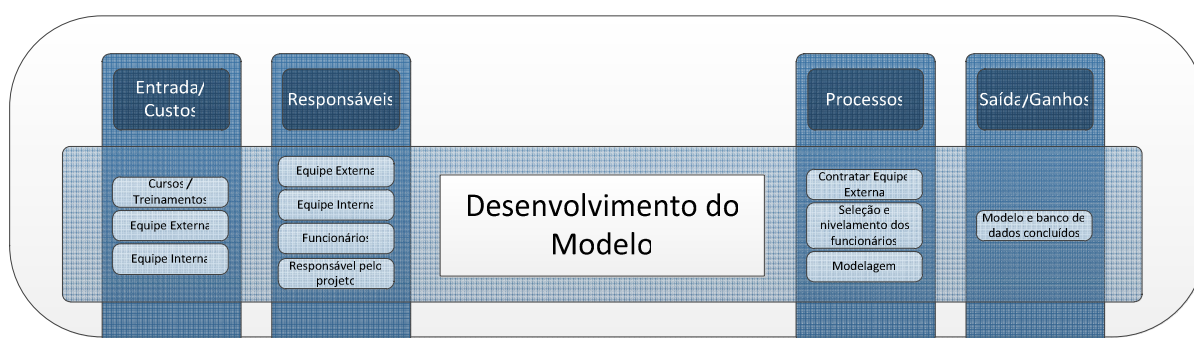 Entrada/
Custos
Responsáveis
Processos
Saída/Ganhos
Cursos /
Treinamentos
Equipe Externa
Equipe Interna
Equipe Externa
Equipe Interna
Funcionários
Responsável pelo
projeto
Desenvolvimento do
Modelo
Contratar Equipe
Externa
Seleção e
nivelamento dos
funcionários
Modelagem
Modelo e banco de
dados concluídos